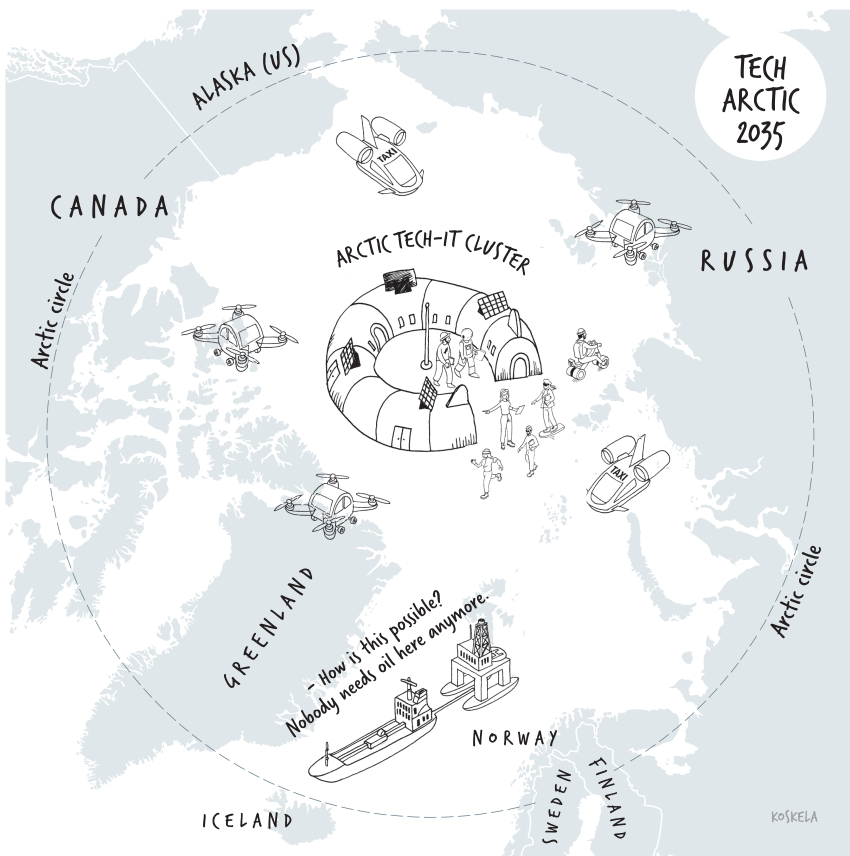 ALASKA (US)
TECH
ARCTIC
2035
TAXI
CANADA
ARCTIC TECH-IT CLUSTER
RUSSIA
Arctic circle
TAXI
Arctic circle
GREENLAND
- How is this possible?
Nobody needs oil here anymore.
NORWAY
SWEDEN
FINLAND
ICELAND
KOSKELA